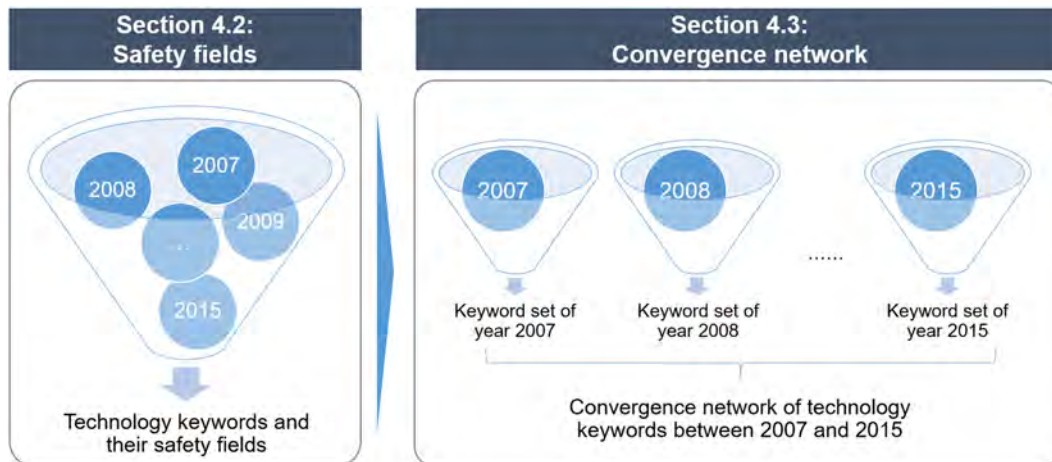 Section 4.2:
Safety fields
2007
2008
2009
...
2015
Technology keywords and
their safety fields
Section 4.3:
Convergence network
2007
2008
2015
......
Keyword set of
year 2007
Keyword set of
year 2008
Keyword set of
year 2015
Convergence network of technology
keywords between 2007 and 2015